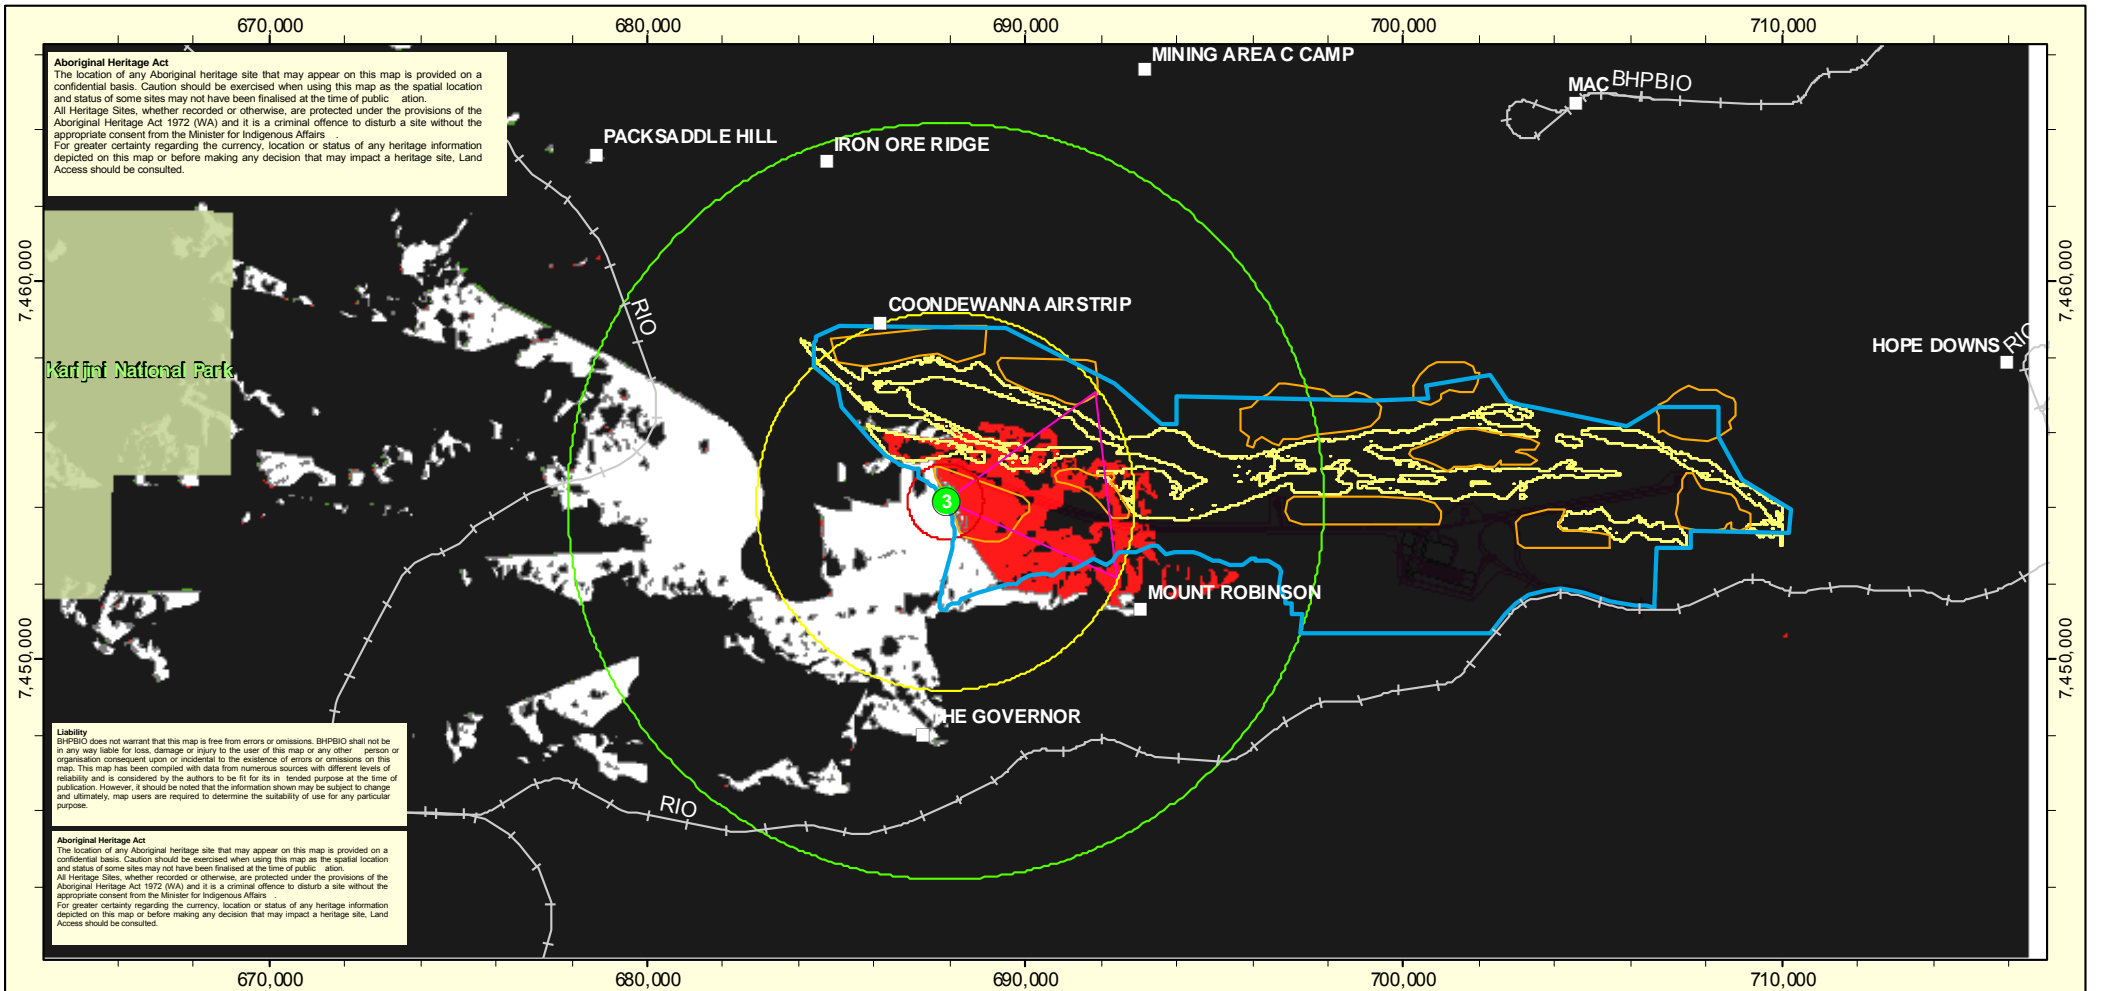 670,000 680,000 690,000 700,000 710,000
Aboriginal Heritage Act
The location of any Aboriginal heritage site that may appear on this map is provided on a
confidential basis. Caution should be exercised when using this map as the spatial location
and status of some sites may not have been finalised at the time of public ation.
All Heritage Sites, whether recorded or otherwise, are protected under the provisions of the
Aboriginal Heritage Act 1972 (WA) and it is a criminal offence to disturb a site without the
appropriate consent from the Minister for Indigenous Affairs .
For greater certainty regarding the currency, location or status of any heritage information
depicted on this map or before making any decision that may impact a heritage site, Land
Access should be consulted.
MINING AREA C CAMP
MAC
BHPBIO
PACKSADDLE HILL
IRON ORE RIDGE
7,460,000
7,460,000
COONDEWANNA AIRSTRIP
RIO
HOPE DOWNS
RIO
Karijini National Park
3
MOUNT ROBINSON
7,450,000
7,450,000
HE GOVERNOR
RIO
Liability
BHPBIO does not warrant that this map is free from errors or omissions. BHPBIO shall not be
in any way liable for loss, damage or injury to the user of this map or any other person or
organisation consequent upon or incidental to the existence of errors or omissions on this
map. This map has been compiled with data from numerous sources with different levels of
reliability and is considered by the authors to be fit for its in tended purpose at the time of
publication. However, it should be noted that the information shown may be subject to change
and ultimately, map users are required to determine the suitability of use for any particular
purpose.
Aboriginal Heritage Act
The location of any Aboriginal heritage site that may appear on this map is provided on a
confidential basis. Caution should be exercised when using this map as the spatial location
and status of some sites may not have been finalised at the time of public ation.
All Heritage Sites, whether recorded or otherwise, are protected under the provisions of the
Aboriginal Heritage Act 1972 (WA) and it is a criminal offence to disturb a site without the
appropriate consent from the Minister for Indigenous Affairs .
For greater certainty regarding the currency, location or status of any heritage information
depicted on this map or before making any decision that may impact a heritage site, Land
Access should be consulted.
670,000 680,000 690,000 700,000 710,000